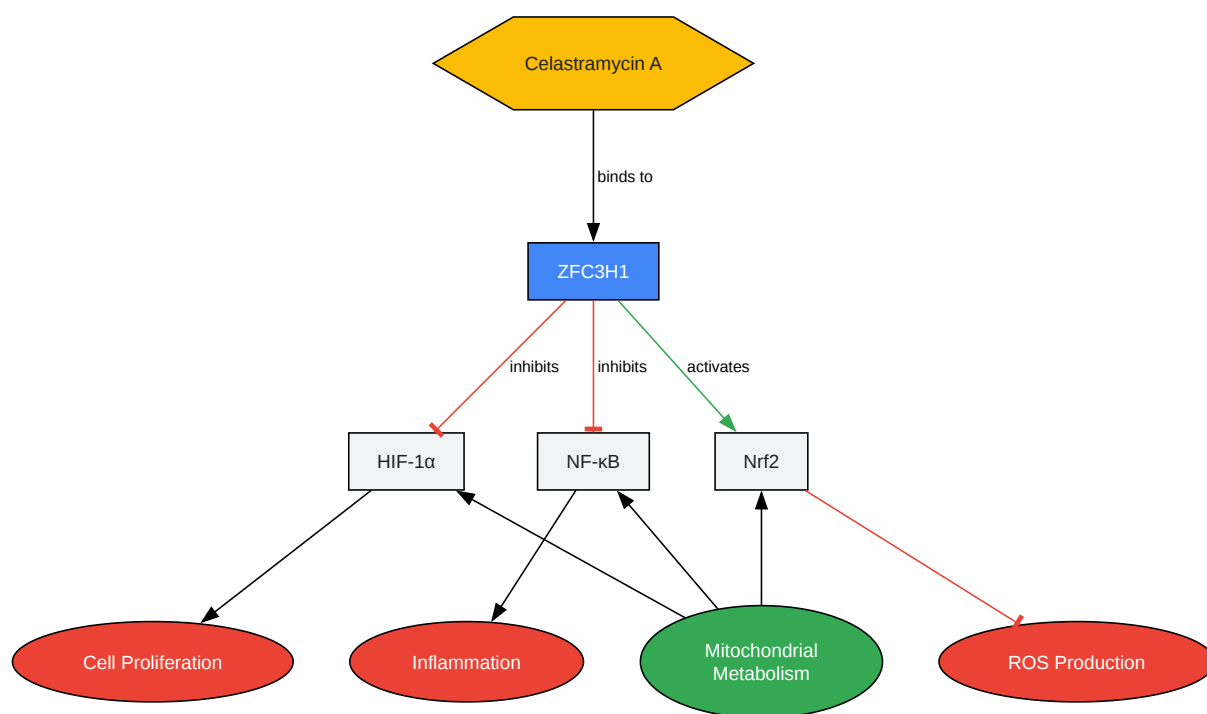 Celastramycin A
binds to
ZFC3H1
inhibits
inhibits
activates
HIF-1α
NF-κB
Nrf2
Cell Proliferation
Inflammation
Mitochondrial
Metabolism
ROS Production